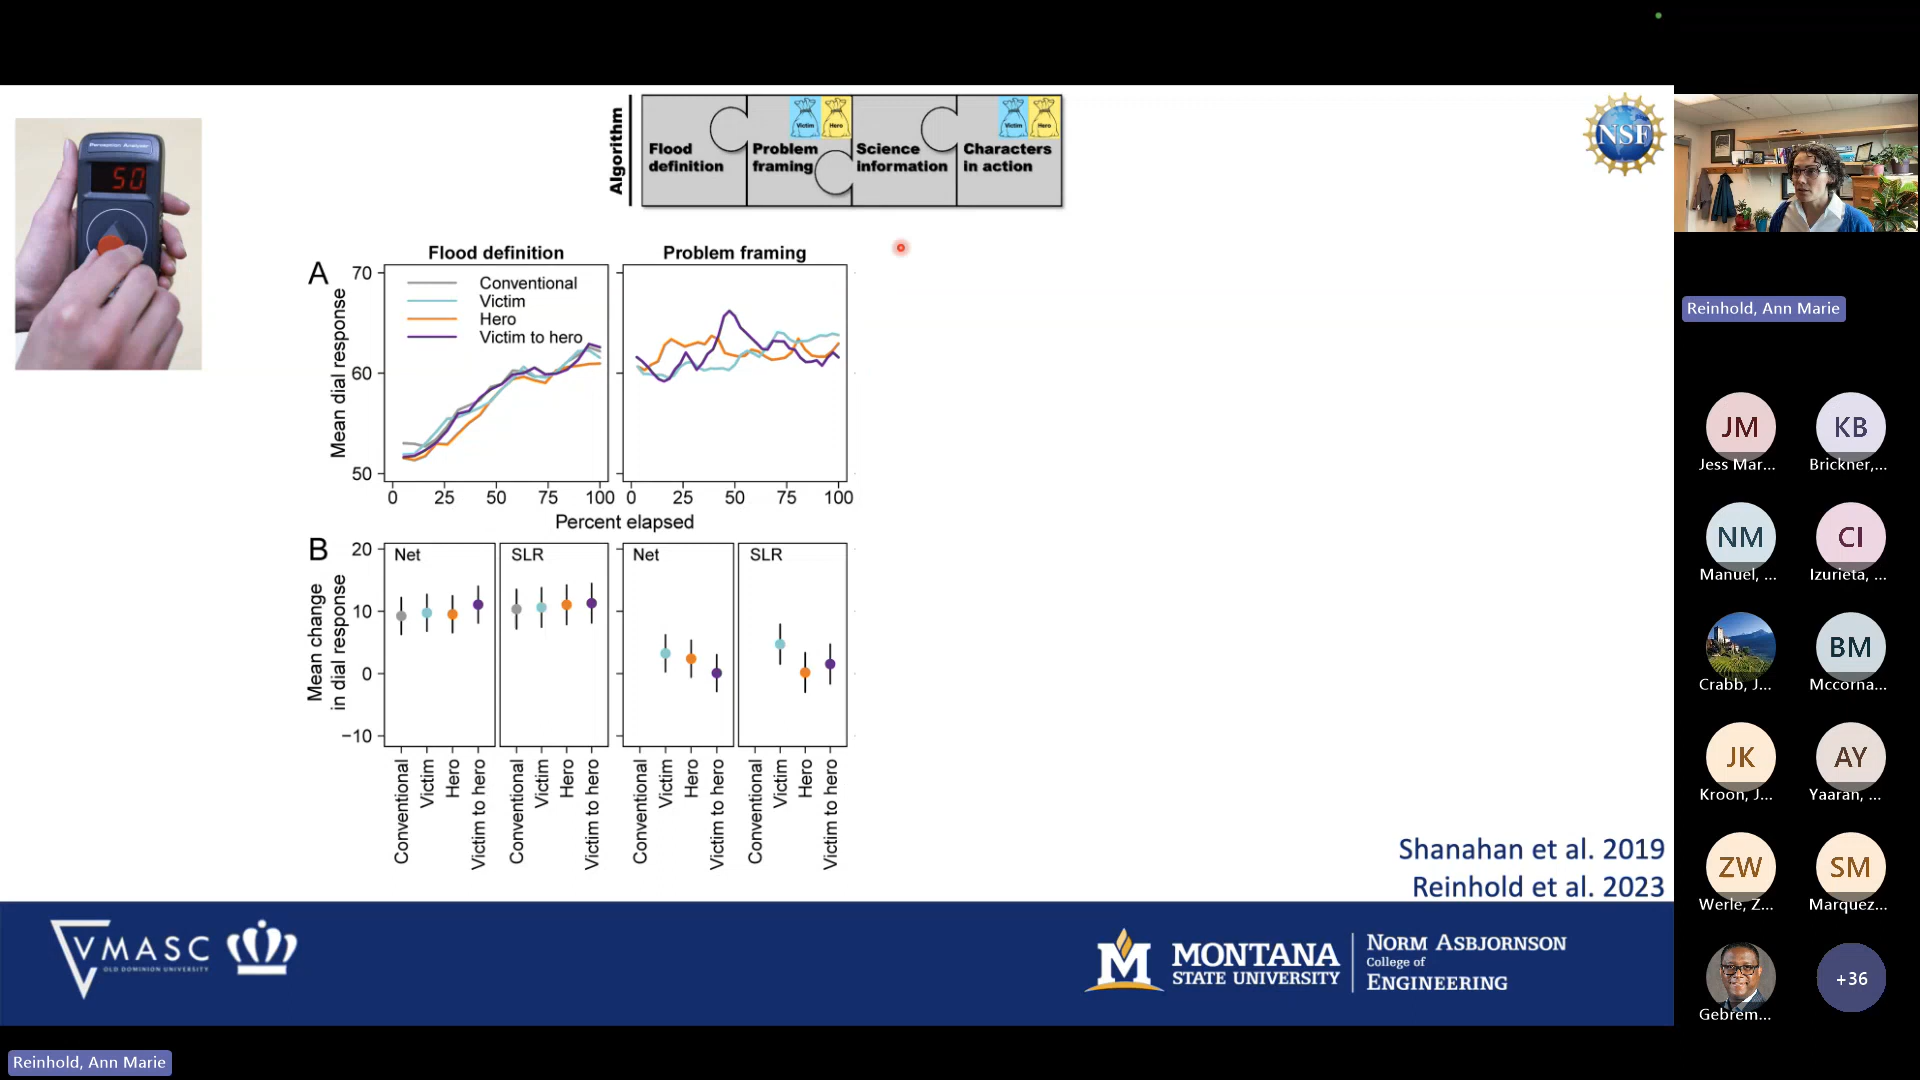 Perception Analyzer
50
Algorithm
Flood
definition
Problem
framing
Victim
Hero
Science
information
Characters
in action
Victim
Hero
NSF
Reinhold, Ann Marie
A
Flood definition
Problem framing
Mean dial response
70
60
50
Conventional
Victim
Hero
Victim to hero
0 25 50 75 100
0 25 50 75 100
Percent elapsed
B
Mean change
in dial response
20
10
0
−10
Net
SLR
Net
SLR
Conventional
Victim
Hero
Victim to hero
Conventional
Victim
Hero
Victim to hero
Conventional
Victim
Hero
Victim to hero
Conventional
Victim
Hero
Victim to hero
Shanahan et al. 2019
Reinhold et al. 2023
VMASC
OLD DOMINION UNIVERSITY
M
MONTANA
STATE UNIVERSITY
Norm Asbjornson
College of
Engineering
JM
Jess Mar...
KB
Brickner,...
NM
Manuel, ...
CI
Izurieta, ...
Crabb, J...
BM
Mccorna...
JK
Kroon, J...
AY
Yaaran, ...
ZW
Werle, Z...
SM
Marquez...
Gebrem...
+36
Reinhold, Ann Marie